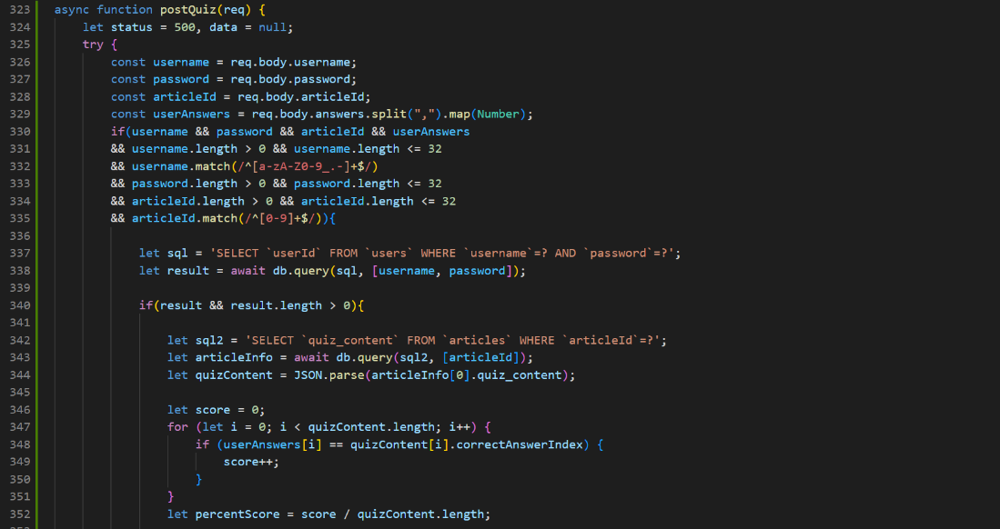 323 async function postQuiz(req) {
324 let status = 500, data = null;
325 try {
326 const username = req.body.username;
327 const password = req.body.password;
328 const articleId = req.body.articleId;
329 const userAnswers = req.body.answers.split(",").map(Number);
330 if(username && password && articleId && userAnswers
331 && username.length > 0 && username.length <= 32
332 && username.match(/^[a-zA-Z0-9_.-]+$/)
333 && password.length > 0 && password.length <= 32
334 && articleId.length > 0 && articleId.length <= 32
335 && articleId.match(/^[0-9]+$/)){
336
337 let sql = 'SELECT `userId` FROM `users` WHERE `username`=? AND `password`=?';
338 let result = await db.query(sql, [username, password]);
339
340 if(result && result.length > 0){
341
342 let sql2 = 'SELECT `quiz_content` FROM `articles` WHERE `articleId`=?';
343 let articleInfo = await db.query(sql2, [articleId]);
344 let quizContent = JSON.parse(articleInfo[0].quiz_content);
345
346 let score = 0;
347 for (let i = 0; i < quizContent.length; i++) {
348 if (userAnswers[i] == quizContent[i].correctAnswerIndex) {
349 score++;
350 }
351 }
352 let percentScore = score / quizContent.length;